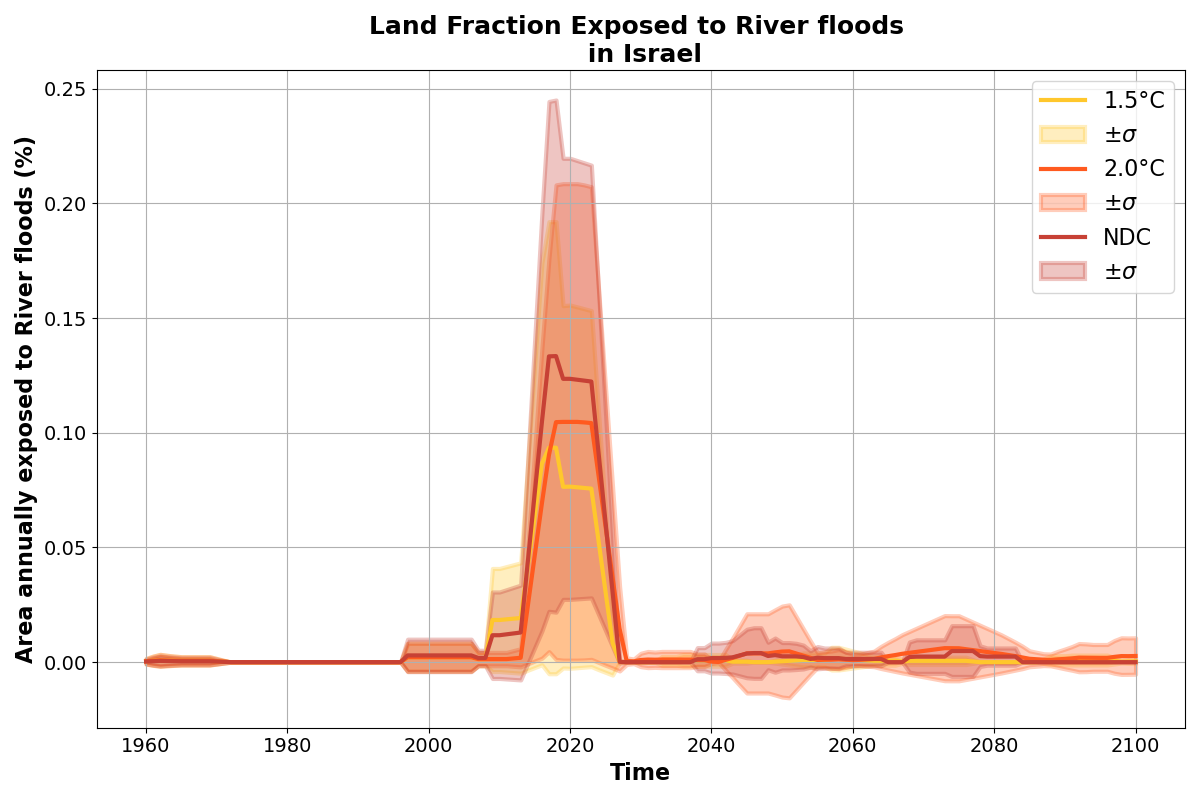 Land Fraction Exposed to River floods
in Israel
Area annually exposed to River floods (%)
0.25
0.20
0.15
0.10
0.05
0.00
1.5°C
±σ
2.0°C
±σ
NDC
±σ
1960
1980
2000
2020
2040
2060
2080
2100
Time